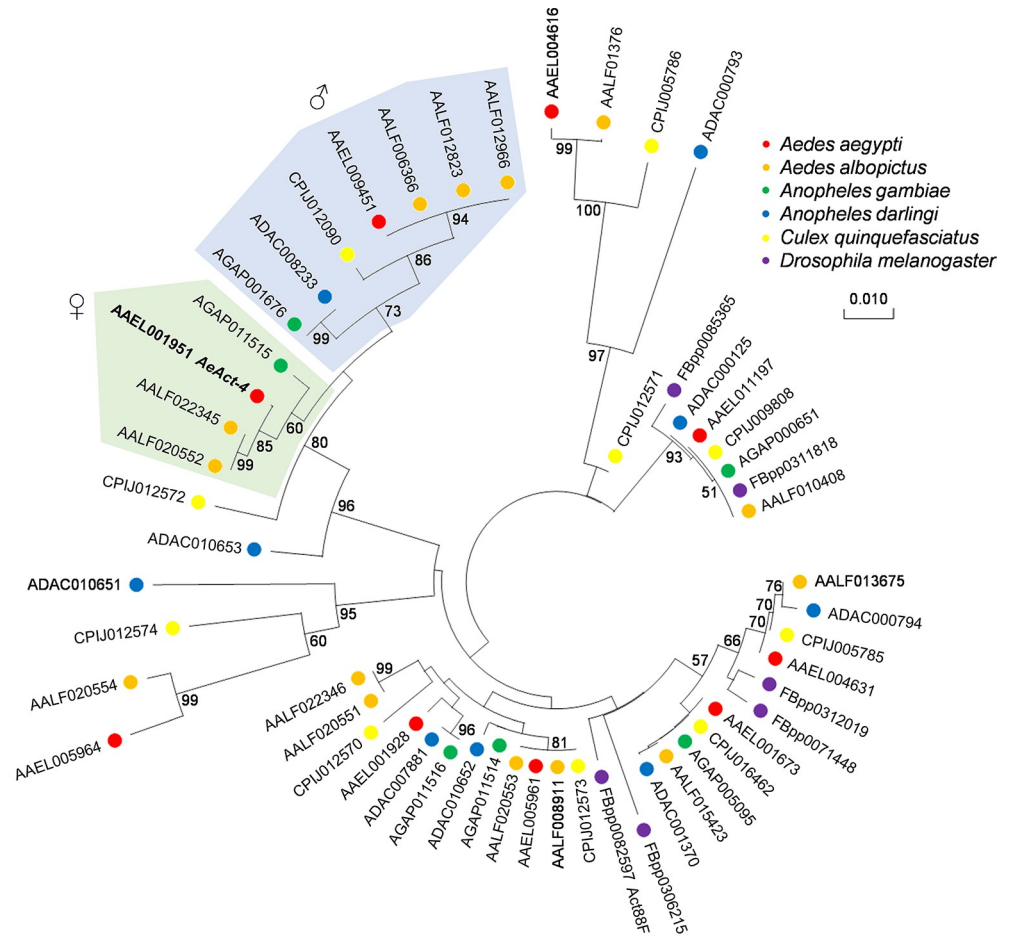 ♂
AAEL004616
AALF01376
CPIJ005786
ADAC000793
99
100
97
Aedes aegypti
Aedes albopictus
Anopheles gambiae
Anopheles darlingi
Culex quinquefasciatus
Drosophila melanogaster
0.010
AALF012966
AALF012823
AALF006366
AAEL009451
CPIJ012090
ADAC008233
AGAP001676
94
86
73
99
♀
AGAP011515
AAEL001951 AeAct-4
AALF022345
AALF020552
60
85
99
80
96
CPIJ012572
ADAC010653
ADAC010651
CPIJ012574
AALF020554
AAEL005964
95
60
99
CPIJ012571
FBpp0085365
ADAC000125
AAEL011197
CPIJ009808
AGAP000651
FBpp0311818
AALF010408
93
51
AALF013675
ADAC000794
CPIJ005785
AAEL004631
FBpp0312019
FBpp0071448
76
70
70
66
57
AAEL001673
CPIJ016462
AGAP005095
AALF015423
ADAC001370
FBpp0306215
FBpp0082597 Act88F
CPIJ012573
AALF008911
AAEL005961
AALF020553
AGAP011514
ADAC010652
AGAP011516
ADAC007881
AAEL001928
CPIJ012570
AALF020551
AALF022346
99
96
81